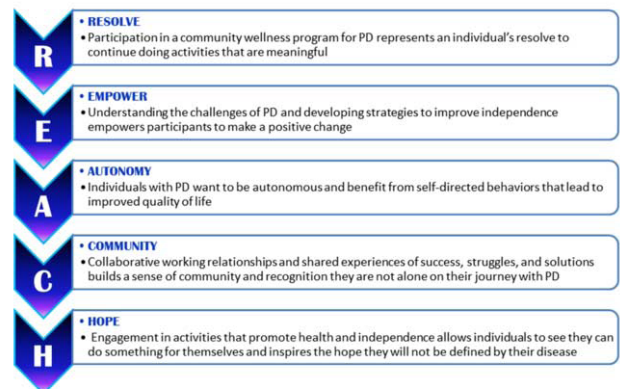 R
• RESOLVE
• Participation in a community wellness program for PD represents an individual's resolve to
continue doing activities that are meaningful
E
• EMPOWER
• Understanding the challenges of PD and developing strategies to improve independence
empowers participants to make a positive change
A
• AUTONOMY
• Individuals with PD want to be autonomous and benefit from self-directed behaviors that lead to
improved quality of life
C
• COMMUNITY
• Collaborative working relationships and shared experiences of success, struggles, and solutions
builds a sense of community and recognition they are not alone on their journey with PD
H
• HOPE
• Engagement in activities that promote health and independence allows individuals to see they can
do something for themselves and inspires the hope they will not be defined by their disease